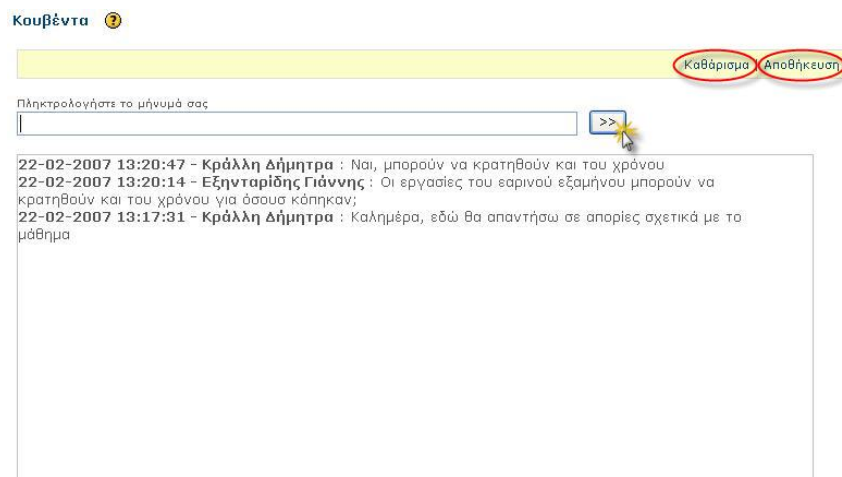 Κουβέντα ?
Καθάρισμα | Αποθήκευση
Πληκτρολογήστε το μήνυμά σας
>>
22-02-2007 13:20:47 - Κράλλη Δήμητρα : Ναι, μπορούν να κρατηθούν και του χρόνου
22-02-2007 13:20:14 - Εξηνταρίδης Γιάννης : Οι εργασίες του εαρινού εξαμήνου μπορούν να
κρατηθούν και του χρόνου για όσουσ κόπηκαν;
22-02-2007 13:17:31 - Κράλλη Δήμητρα : Καλημέρα, εδώ θα απαντήσω σε απορίες σχετικά με το
μάθημα